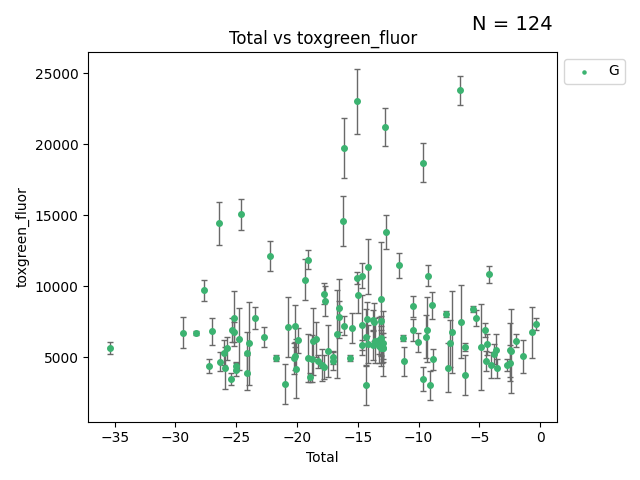 N = 124
Total vs toxgreen_fluor
G
toxgreen_fluor
25000
20000
15000
10000
5000
−35 −30 −25 −20 −15 −10 −5 0
Total